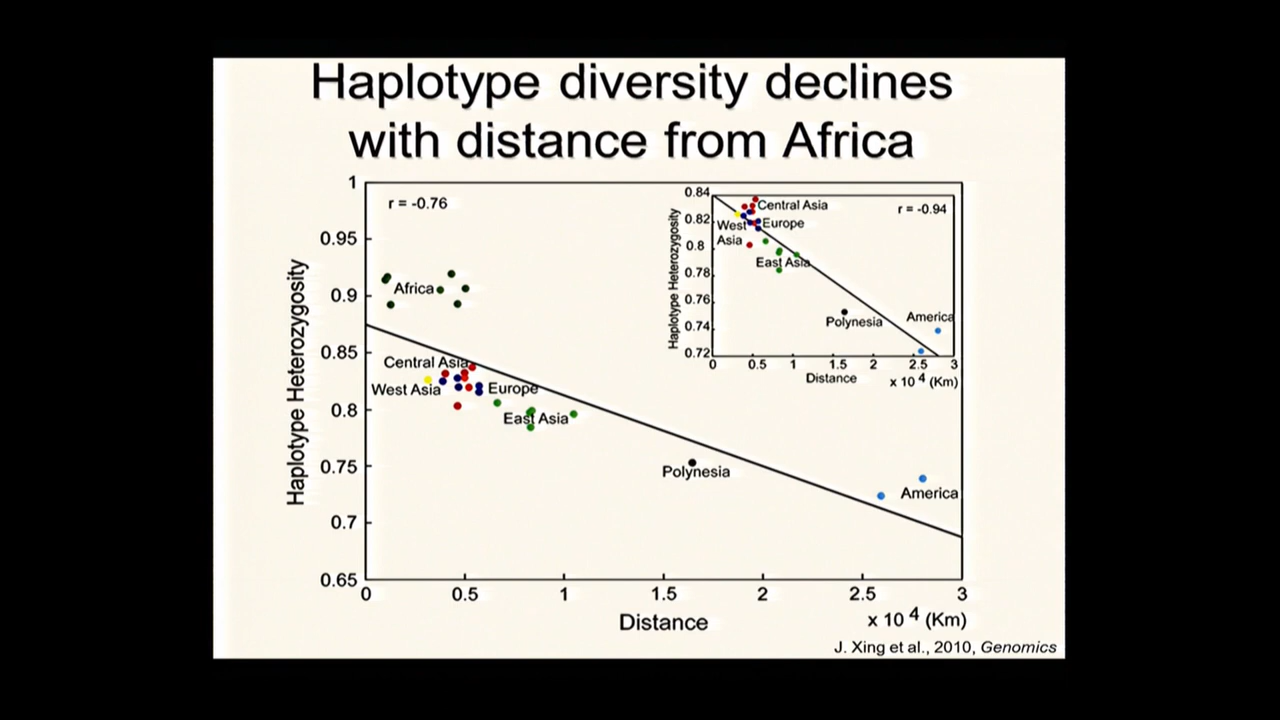 Haplotype diversity declines
with distance from Africa
1
0.95
0.9
0.85
0.8
0.75
0.7
0.65
Haplotype Heterozygosity
r = -0.76
Africa
Central Asia
West Asia
Europe
East Asia
Polynesia
America
0
0.5
1
1.5
2
2.5
3
Distance
x 10 4 (Km)
0.84
0.82
0.8
0.78
0.76
0.74
0.72
Haplotype Heterozygosity
r = -0.94
Central Asia
West
Asia
Europe
East Asia
Polynesia
America
0
0.5
1
1.5
2
2.5
3
Distance
x 10 4 (Km)
J. Xing et al., 2010, Genomics